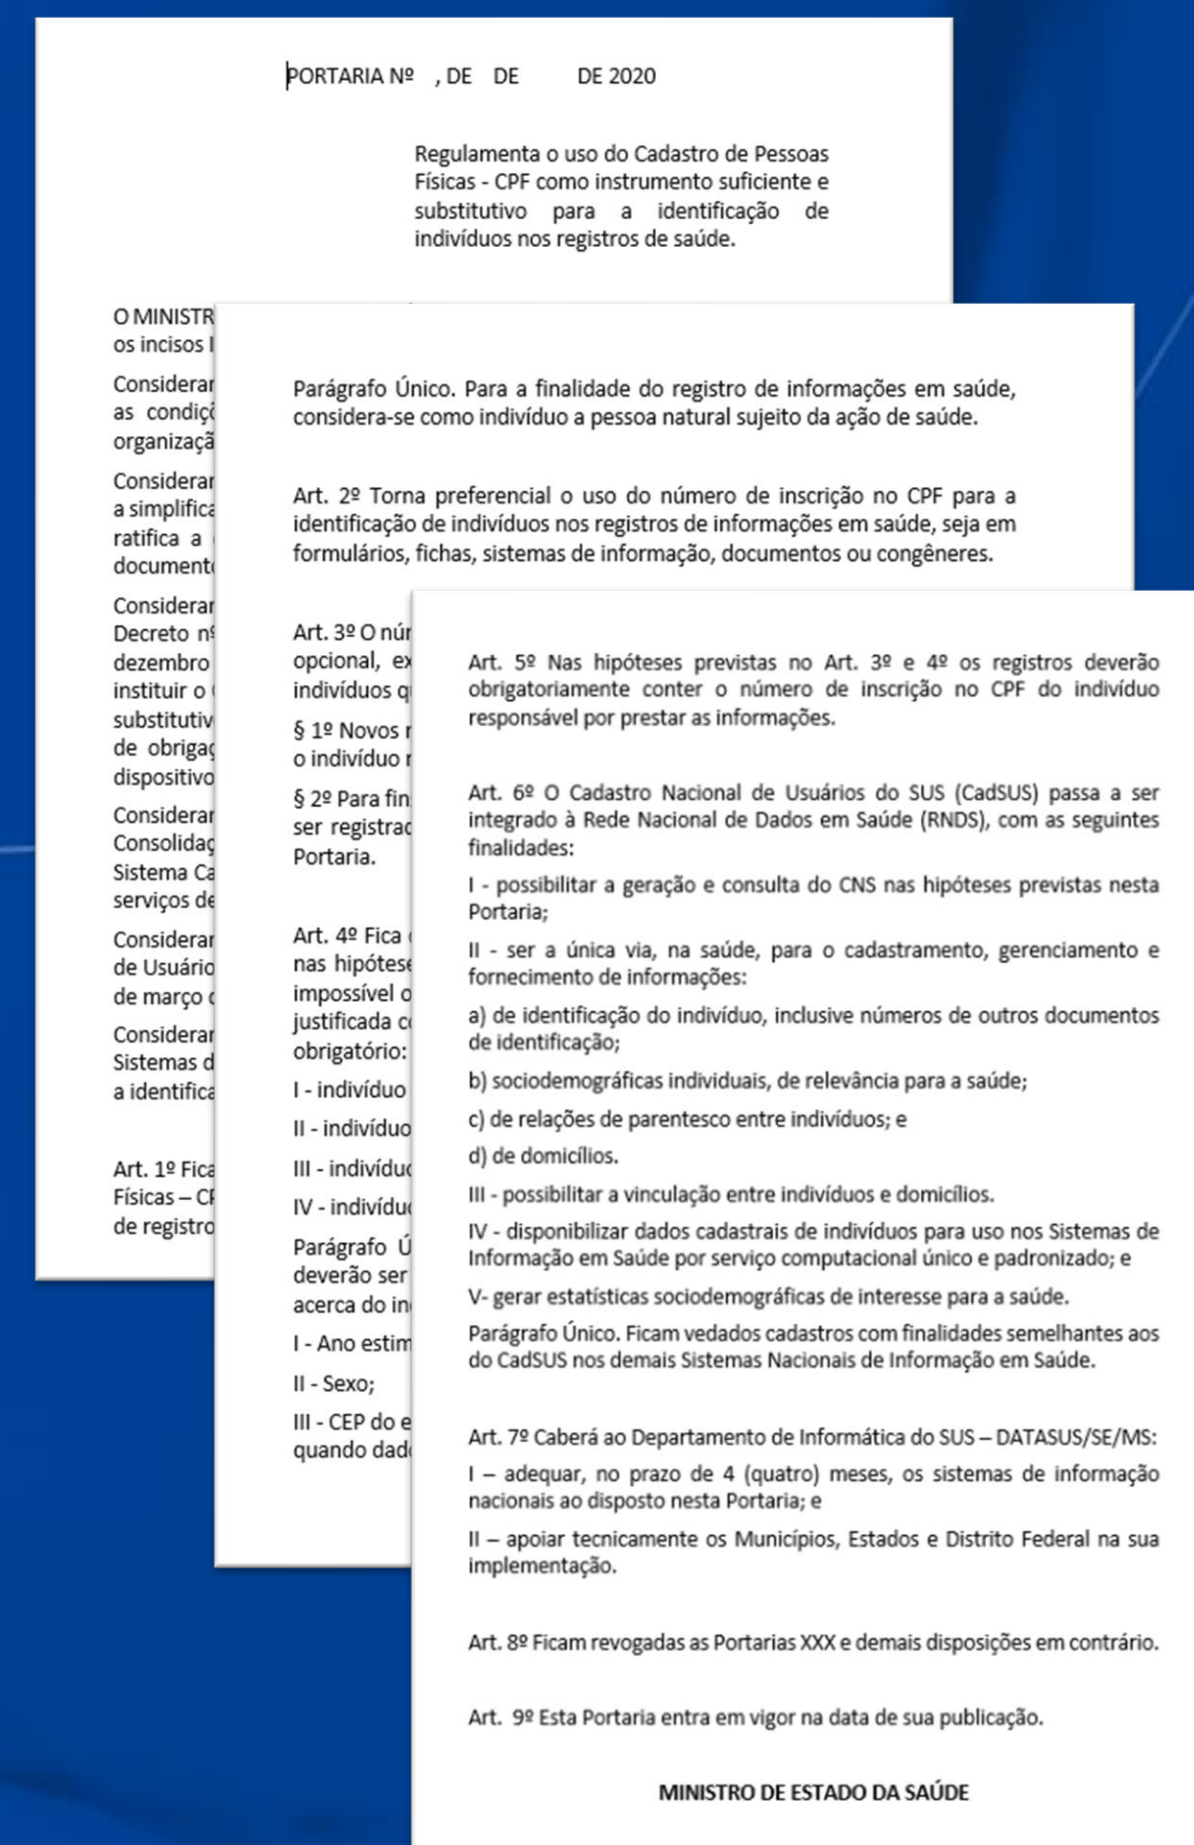 PORTARIA Nº , DE DE DE 2020
Regulamenta o uso do Cadastro de Pessoas
Físicas - CPF como instrumento suficiente e
substitutivo para a identificação de
indivíduos nos registros de saúde.
O MINISTR
os incisos I
Considerar
as condiçõ
organizaçã
Considerar
a simplifica
ratifica a
documento
Considerar
Decreto nº
dezembro
instituir o
substitutiv
de obrigaç
dispositivo
Considerar
Consolidaç
Sistema Ca
serviços de
Considerar
de Usuário
de março
Considerar
Sistemas d
a identifica
Art. 1º Fica
Físicas – CP
de registro
Parágrafo Único. Para a finalidade do registro de informações em saúde,
considera-se como indivíduo a pessoa natural sujeito da ação de saúde.
Art. 2º Torna preferencial o uso do número de inscrição no CPF para a
identificação de indivíduos nos registros de informações em saúde, seja em
formulários, fichas, sistemas de informação, documentos ou congêneres.
Art. 3º O núr
opcional, ex
indivíduos q
§ 1º Novos r
o indivíduo r
§ 2º Para fin
ser registrad
Portaria.
Art. 4º Fica
nas hipótese
impossível o
justificada c
obrigatório:
I - indivíduo
II - indivíduo
III - indivíduo
IV - indivíduo
Parágrafo Ú
deverão ser
acerca do in
I - Ano estim
II - Sexo;
III - CEP do e
quando dado
Art. 5º Nas hipóteses previstas no Art. 3º e 4º os registros deverão
obrigatoriamente conter o número de inscrição no CPF do indivíduo
responsável por prestar as informações.
Art. 6º O Cadastro Nacional de Usuários do SUS (CadSUS) passa a ser
integrado à Rede Nacional de Dados em Saúde (RNDS), com as seguintes
finalidades:
I - possibilitar a geração e consulta do CNS nas hipóteses previstas nesta
Portaria;
II - ser a única via, na saúde, para o cadastramento, gerenciamento e
fornecimento de informações:
a) de identificação do indivíduo, inclusive números de outros documentos
de identificação;
b) sociodemográficas individuais, de relevância para a saúde;
c) de relações de parentesco entre indivíduos; e
d) de domicílios.
III - possibilitar a vinculação entre indivíduos e domicílios.
IV - disponibilizar dados cadastrais de indivíduos para uso nos Sistemas de
Informação em Saúde por serviço computacional único e padronizado; e
V- gerar estatísticas sociodemográficas de interesse para a saúde.
Parágrafo Único. Ficam vedados cadastros com finalidades semelhantes aos
do CadSUS nos demais Sistemas Nacionais de Informação em Saúde.
Art. 7º Caberá ao Departamento de Informática do SUS – DATASUS/SE/MS:
I – adequar, no prazo de 4 (quatro) meses, os sistemas de informação
nacionais ao disposto nesta Portaria; e
II – apoiar tecnicamente os Municípios, Estados e Distrito Federal na sua
implementação.
Art. 8º Ficam revogadas as Portarias XXX e demais disposições em contrário.
Art. 9º Esta Portaria entra em vigor na data de sua publicação.
MINISTRO DE ESTADO DA SAÚDE